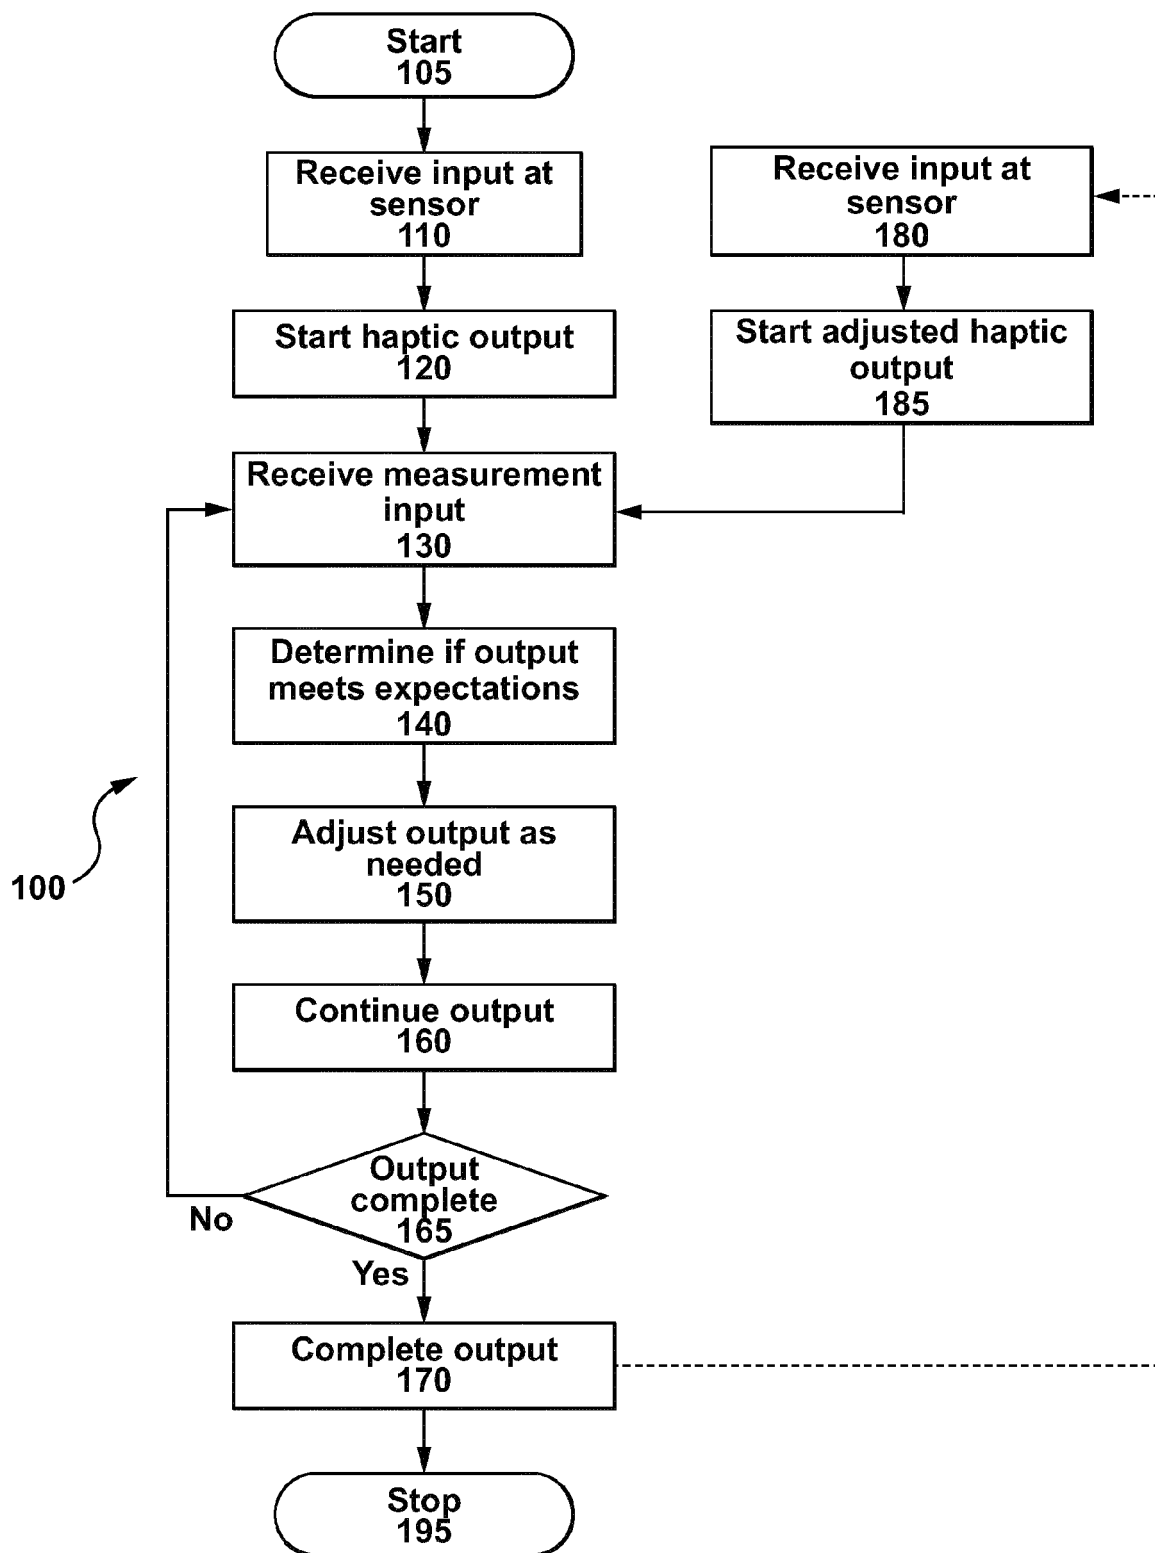 Start
105
Receive input at
sensor
110
Start haptic output
120
Receive measurement
input
130
Determine if output
meets expectations
140
Adjust output as
needed
150
Continue output
160
Output
complete
165
No
Yes
Complete output
170
Stop
195
Receive input at
sensor
180
Start adjusted haptic
output
185
100